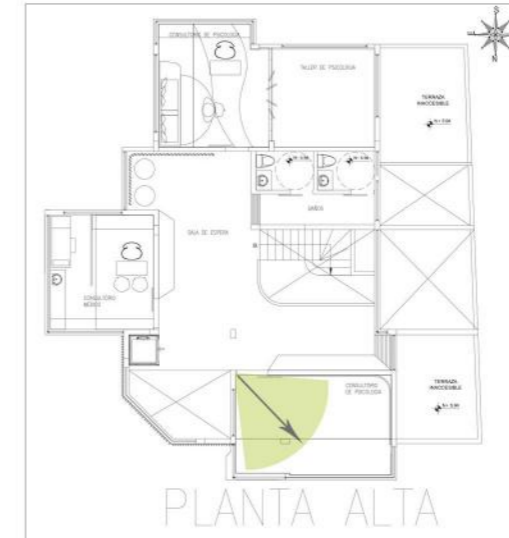 S
N
CONSULTORIO DE PSICOLOGIA
TALLER DE PSICOLOGIA
TERRAZA
INACCESIBLE
BAÑOS
SALA DE ESPERA
CONSULTORIO
MEDICO
CONSULTORIO
DE PSICOLOGIA
TERRAZA
INACCESIBLE
PLANTA ALTA